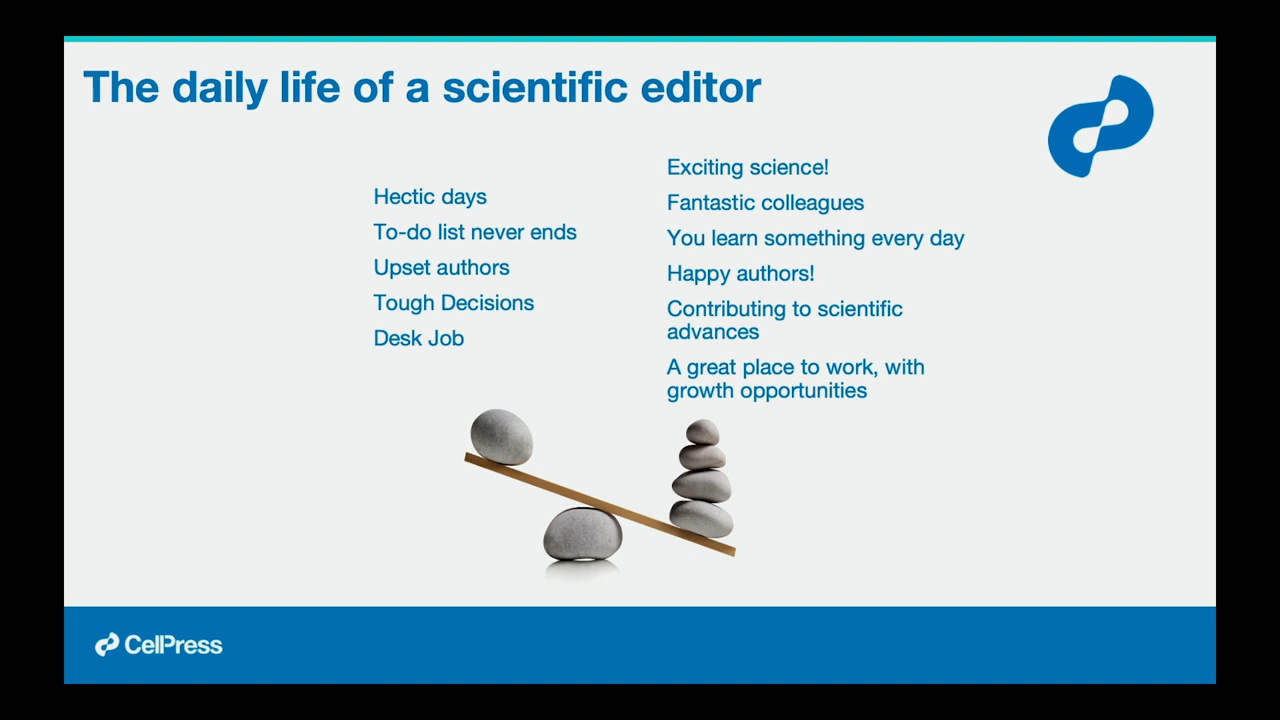 The daily life of a scientific editor
Hectic days
To-do list never ends
Upset authors
Tough Decisions
Desk Job
Exciting science!
Fantastic colleagues
You learn something every day
Happy authors!
Contributing to scientific
advances
A great place to work, with
growth opportunities
CellPress